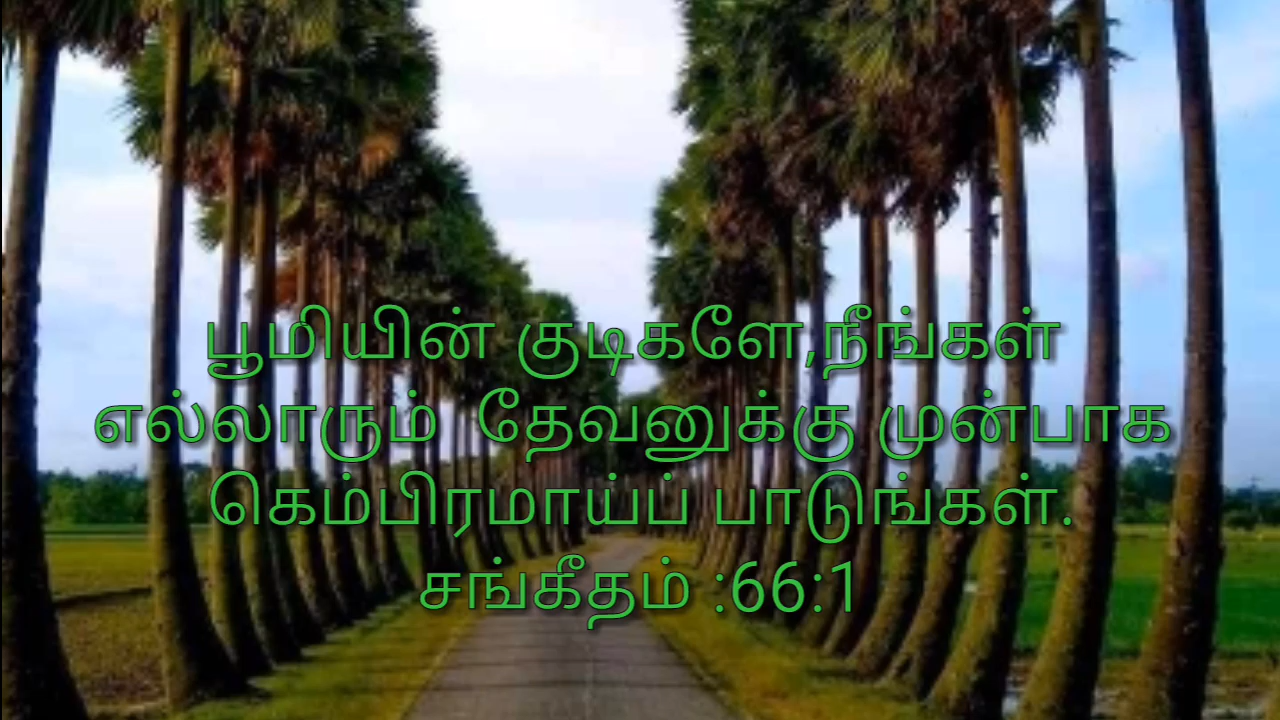 பூமியின் குடிகளே,நீங்கள்
எல்லாரும் தேவனுக்கு முன்பாக
கெம்பிரமாய்ப் பாடுங்கள்.
சங்கீதம் :66:1